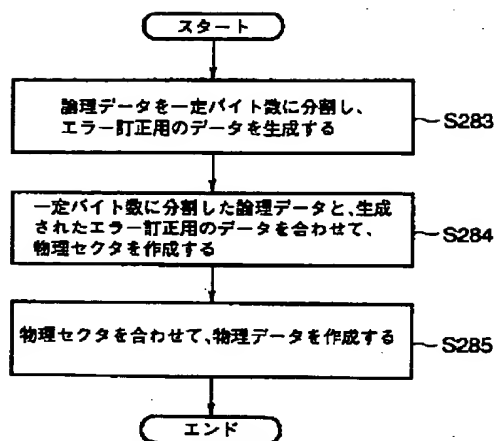 スタート
論理データを一定バイト数に分割し、
エラー訂正用のデータを生成する
S283
一定バイト数に分割した論理データと、生成
されたエラー訂正用のデータを合わせて、
物理セクタを作成する
S284
物理セクタを合わせて、物理データを作成する
S285
エンド